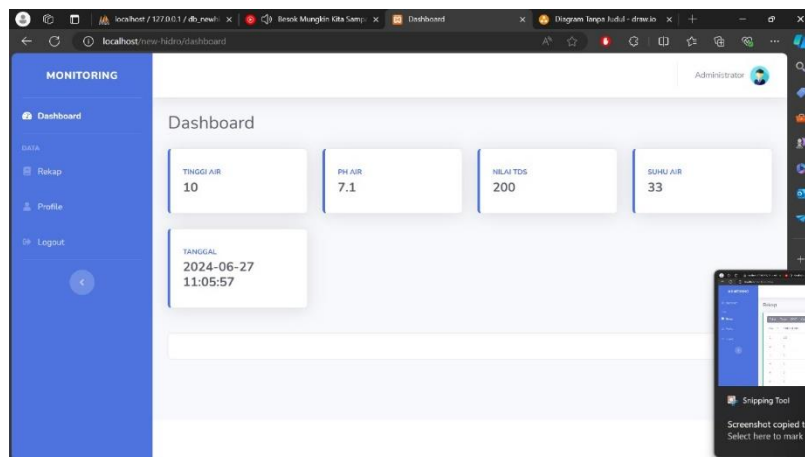 localhost / 127.0.0.1 / db_newhi
Besok Mungkin Kita Sampa
Dashboard
Diagram Tanpa Judul - draw.io
localhost/new-hidro/dashboard
MONITORING
Administrator
Dashboard
DATA
Rekap
Profile
Logout
Dashboard
TINGGI AIR
10
PH AIR
7.1
NILAI TDS
200
SUHU AIR
33
TANGGAL
2024-06-27
11:05:57
Snipping Tool
Screenshot copied t
Select here to mark